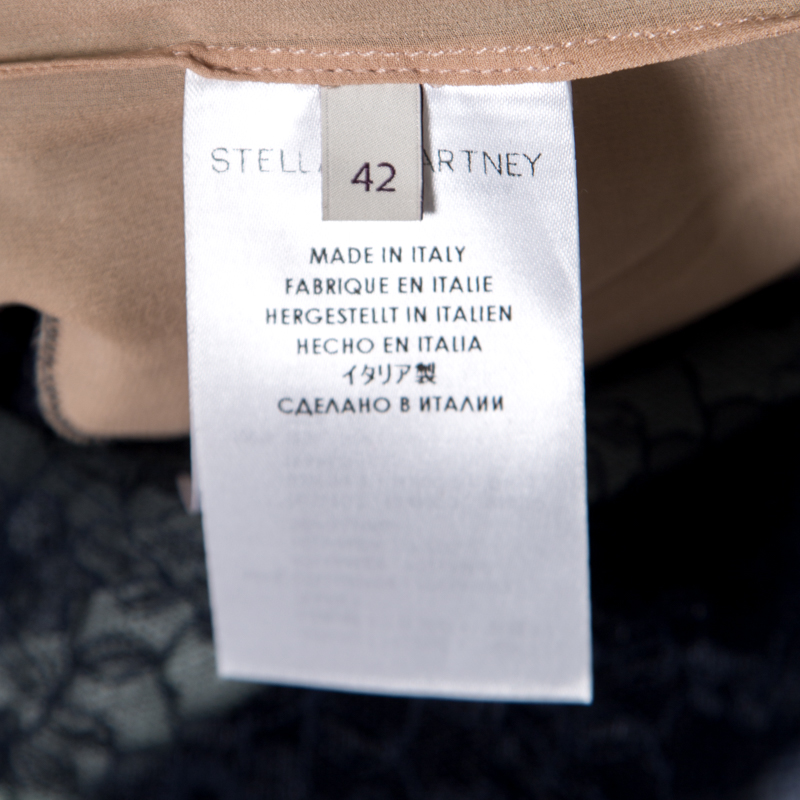 STELL ARTNEY
42
MADE IN ITALY
FABRIQUE EN ITALIE
HERGESTELLT IN ITALIEN
HECHO EN ITALIA
イタリア製
СДЕЛАНО В ИТАЛИИ